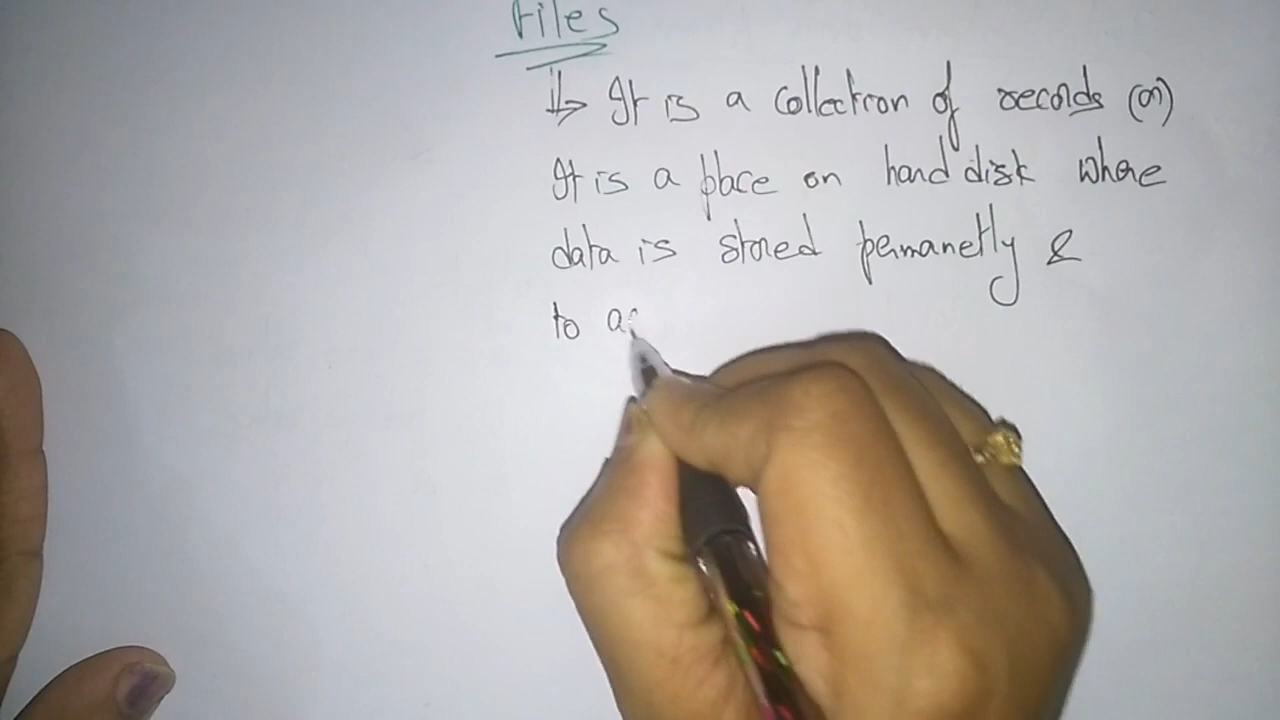 Files
It is a collection of records (or)
It is a place on hard disk where
data is stored permanetly &
to